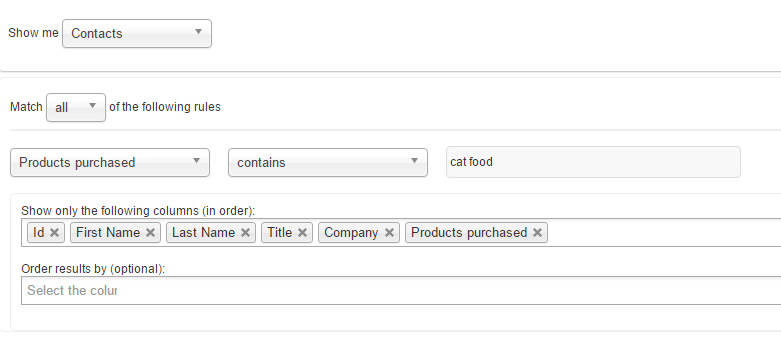 Show me Contacts
Match all of the following rules
Products purchased contains cat food
Show only the following columns (in order):
Id First Name Last Name Title Company Products purchased
Order results by (optional):
Select the colur